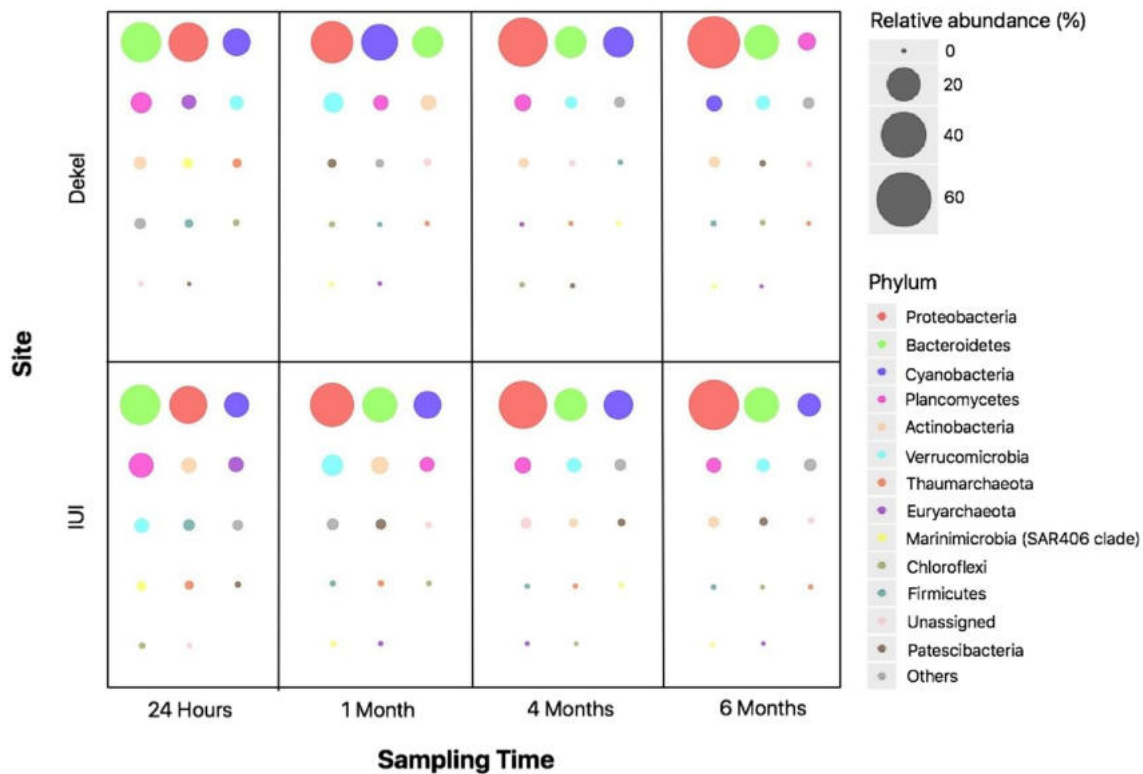 Relative abundance (%)
0
20
40
60
Dekel
Site
IUI
Phylum
Proteobacteria
Bacteroidetes
Cyanobacteria
Plancomycetes
Actinobacteria
Verrucomicrobia
Thaumarchaeota
Euryarchaeota
Marinimicrobia (SAR406 clade)
Chloroflexi
Firmicutes
Unassigned
Patescibacteria
Others
24 Hours 1 Month 4 Months 6 Months
Sampling Time